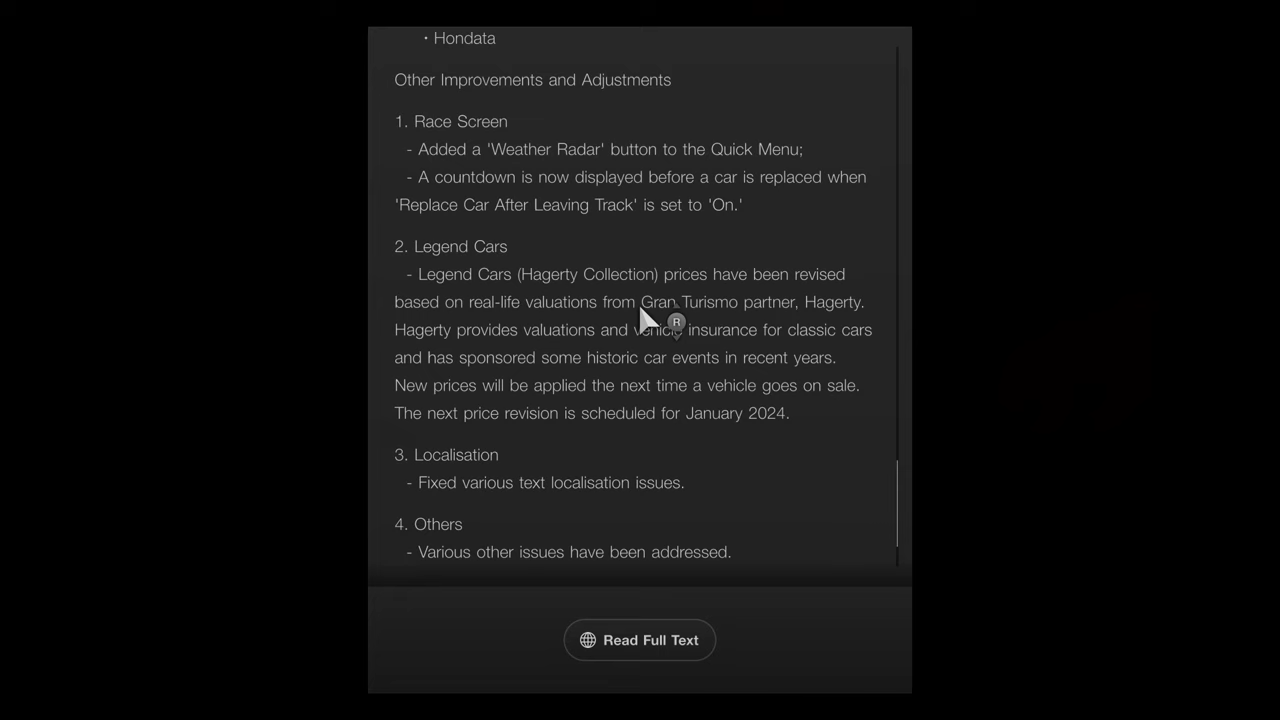 • Hondata
Other Improvements and Adjustments
1. Race Screen
- Added a 'Weather Radar' button to the Quick Menu;
- A countdown is now displayed before a car is replaced when
'Replace Car After Leaving Track' is set to 'On.'
2. Legend Cars
- Legend Cars (Hagerty Collection) prices have been revised
based on real-life valuations from Gran Turismo partner, Hagerty.
Hagerty provides valuations and vehicle insurance for classic cars
and has sponsored some historic car events in recent years.
New prices will be applied the next time a vehicle goes on sale.
The next price revision is scheduled for January 2024.
3. Localisation
- Fixed various text localisation issues.
4. Others
- Various other issues have been addressed.
R
Read Full Text